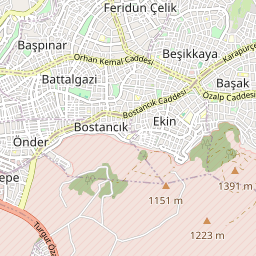 Feridun Çelik
Başpınar
Orhan Kemal Caddesi
Beşikkaya
Battalgazi
Başak
Bostancık Caddesi
Özalp Caddesi
Bostancık
Ekin
Önder
1391 m
1151 m
1223 m